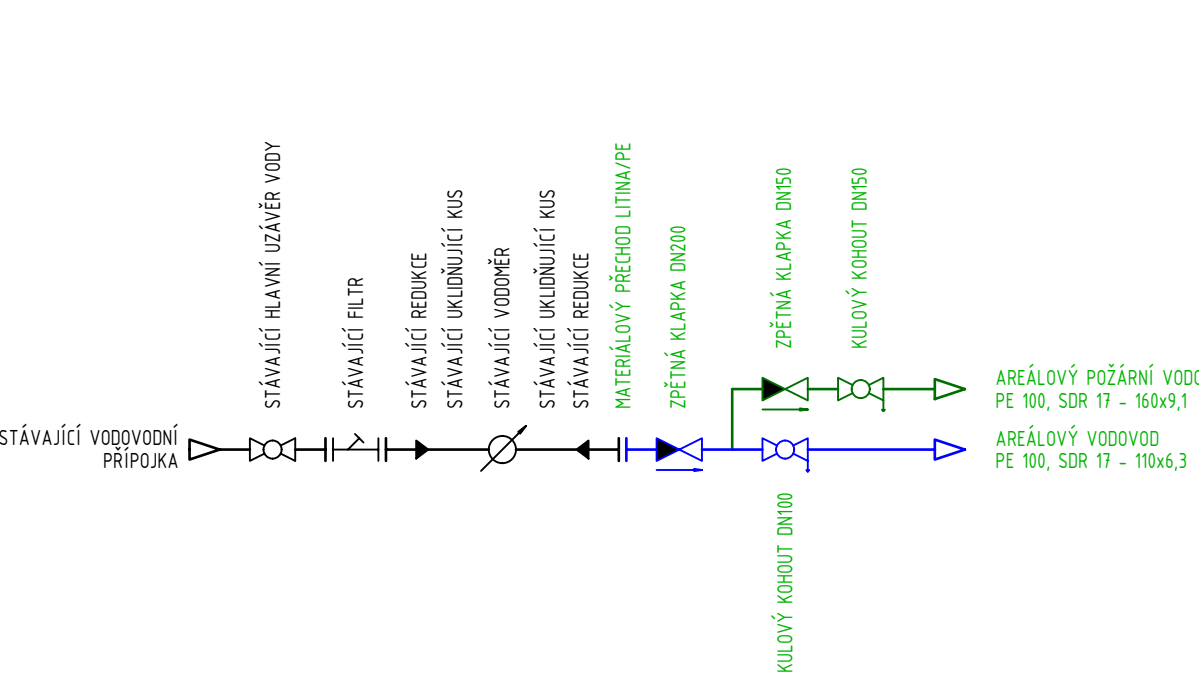 STÁVAJÍCÍ VODOVODNÍ
PŘÍPOJKA
STÁVAJÍCÍ HLAVNÍ UZÁVĚR VODY
STÁVAJÍCÍ FILTR
STÁVAJÍCÍ REDUKCE
STÁVAJÍCÍ UKLIDŇUJÍCÍ KUS
STÁVAJÍCÍ VODOMĚR
STÁVAJÍCÍ UKLIDŇUJÍCÍ KUS
STÁVAJÍCÍ REDUKCE
MATERIÁLOVÝ PŘECHOD LITINA/PE
ZPĚTNÁ KLAPKA DN200
ZPĚTNÁ KLAPKA DN150
KULOVÝ KOHOUT DN150
AREÁLOVÝ POŽÁRNÍ
PE 100, SDR 17 - 160x9,1
AREÁLOVÝ VODOVOD
PE 100, SDR 17 - 110x6,3
KULOVÝ KOHOUT DN100